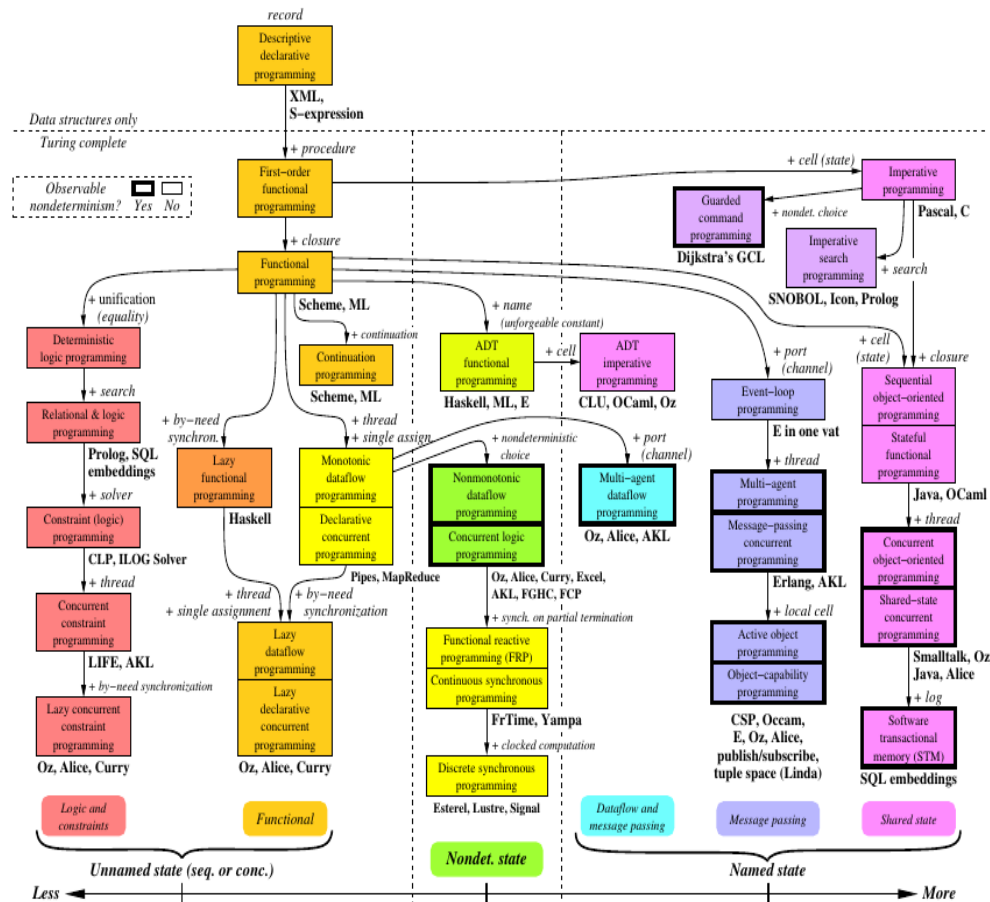 record
Descriptive
declarative
programming
XML,
S−expression
Data structures only
Turing complete
+ procedure
Observable
nondeterminism?
Yes
No
First−order
functional
programming
+ cell (state)
Imperative
programming
Pascal, C
Guarded
command
programming
+ nondet. choice
Dijkstra's GCL
Imperative
search
programming
+ search
SNOBOL, Icon, Prolog
+ closure
Functional
programming
Scheme, ML
+ unification
(equality)
Deterministic
logic programming
+ search
Relational & logic
programming
Prolog, SQL
embeddings
+ solver
Constraint (logic)
programming
CLP, ILOG Solver
+ thread
Concurrent
constraint
programming
LIFE, AKL
+ by−need synchronization
Lazy concurrent
constraint
programming
Oz, Alice, Curry
+ continuation
Continuation
programming
Scheme, ML
+ by−need
synchron.
Lazy
functional
programming
Haskell
+ thread
+ single assign.
Monotonic
dataflow
programming
Declarative
concurrent
programming
Pipes, MapReduce
+ thread
+ single assignment
+ by−need
synchronization
Lazy
dataflow
programming
Lazy
declarative
concurrent
programming
Oz, Alice, Curry
+ name
(unforgeable constant)
ADT
functional
programming
Haskell, ML, E
+ cell
ADT
imperative
programming
CLU, OCaml, Oz
+ nondeterministic
choice
Nonmonotonic
dataflow
programming
Concurrent logic
programming
Oz, Alice, Curry, Excel,
AKL, FGHC, FCP
+ synch. on partial termination
Functional reactive
programming (FRP)
Continuous synchronous
programming
FrTime, Yampa
+ clocked computation
Discrete synchronous
programming
Esterel, Lustre, Signal
+ port
(channel)
Multi−agent
dataflow
programming
Oz, Alice, AKL
+ port
(channel)
Event−loop
programming
E in one vat
+ thread
Multi−agent
programming
Message−passing
concurrent
programming
Erlang, AKL
+ local cell
Active object
programming
Object−capability
programming
CSP, Occam,
E, Oz, Alice,
publish/subscribe,
tuple space (Linda)
+ cell
(state)
+ closure
Sequential
object−oriented
programming
Stateful
functional
programming
Java, OCaml
+ thread
Concurrent
object−oriented
programming
Shared−state
concurrent
programming
Smalltalk, Oz
Java, Alice
+ log
Software
transactional
memory (STM)
SQL embeddings
Logic and
constraints
Functional
Dataflow and
message passing
Message passing
Shared state
Unnamed state (seq. or conc.)
Nondet. state
Named state
Less
More